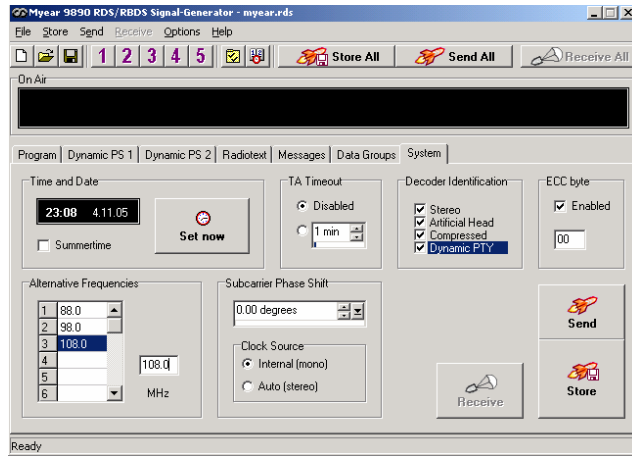 Myear 9890 RDS/RBDS Signal-Generator - myear.rds
File Store Send Receive Options Help
1 2 3 4 5 Store All Send All Receive All
On Air
Program Dynamic PS 1 Dynamic PS 2 Radiotext Messages Data Groups System
Time and Date
23:08 4.11.05
Set now
Summertime
TA Timeout
Disabled
1 min
Decoder Identification
Stereo
Artificial Head
Compressed
Dynamic PTY
ECC byte
Enabled
00
Alternative Frequencies
1 88.0
2 98.0
3 108.0
4
5
6
108.0
MHz
Subcarrier Phase Shift
0.00 degrees
Clock Source
Internal (mono)
Auto (stereo)
Receive
Send
Store
Ready